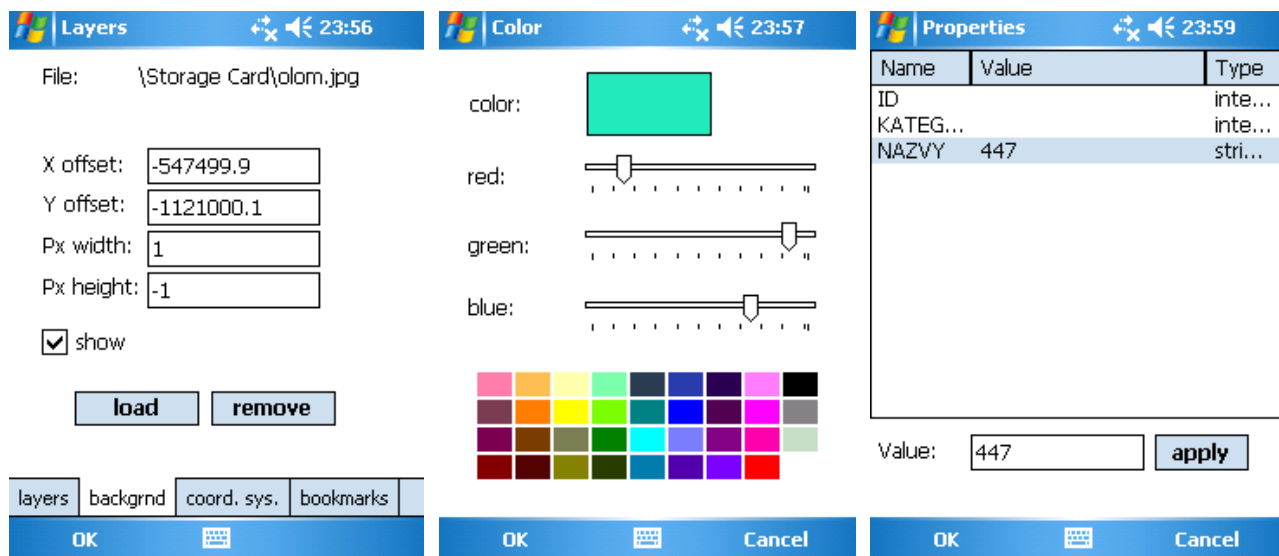 Layers 23:56
File: \Storage Card\olom.jpg
X offset: -547499.9
Y offset: -1121000.1
Px width: 1
Px height: -1
show
load remove
layers backgrnd coord. sys. bookmarks
OK
Color 23:57
color:
red:
green:
blue:
OK Cancel
Properties 23:59
Name Value Type
ID inte...
KATEG... inte...
NAZVY 447 stri...
Value: 447 apply
OK Cancel